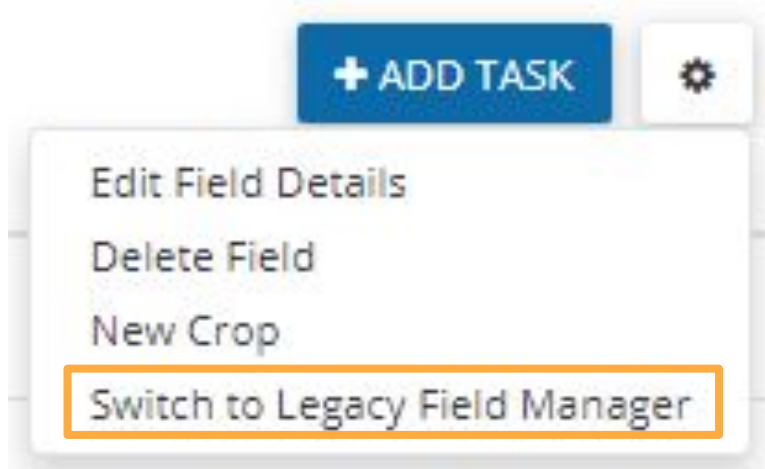 + ADD TASK
Edit Field Details
Delete Field
New Crop
Switch to Legacy Field Manager